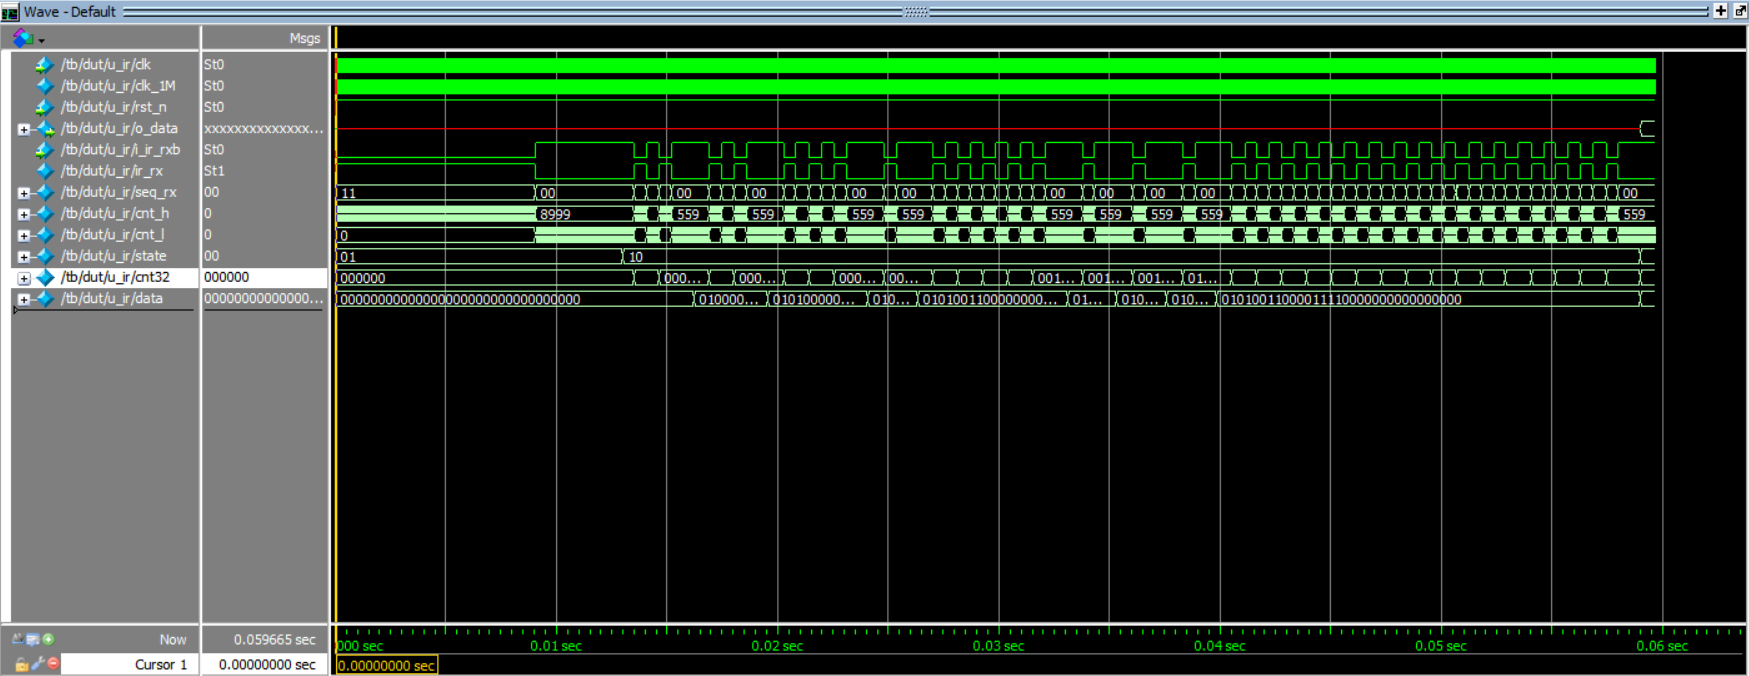 Wave - Default
Msgs
/tb/dut/u_ir/clk St0
/tb/dut/u_ir/clk_1M St0
/tb/dut/u_ir/rst_n St0
/tb/dut/u_ir/o_data xxxxxxxxxxxxxx...
/tb/dut/u_ir/i_ir_rxb St0
/tb/dut/u_ir/ir_rx St1
/tb/dut/u_ir/seq_rx 00 11 00 00 00 00 00 00 00 00 00 00
/tb/dut/u_ir/cnt_h 0 8999 559 559 559 559 559 559 559 559 559
/tb/dut/u_ir/cnt_l 0 0
/tb/dut/u_ir/state 00 01 10
/tb/dut/u_ir/cnt32 000000 000000 000... 000... 000... 00... 001... 001... 001... 01...
/tb/dut/u_ir/data 00000000000000... 00000000000000000000000000000000 010000... 010100000... 010... 0101001100000000... 01... 010... 010... 01010011000011110000000000000000
Now 0.059665 sec 000 sec 0.01 sec 0.02 sec 0.03 sec 0.04 sec 0.05 sec 0.06 sec
Cursor 1 0.00000000 sec 0.00000000 sec